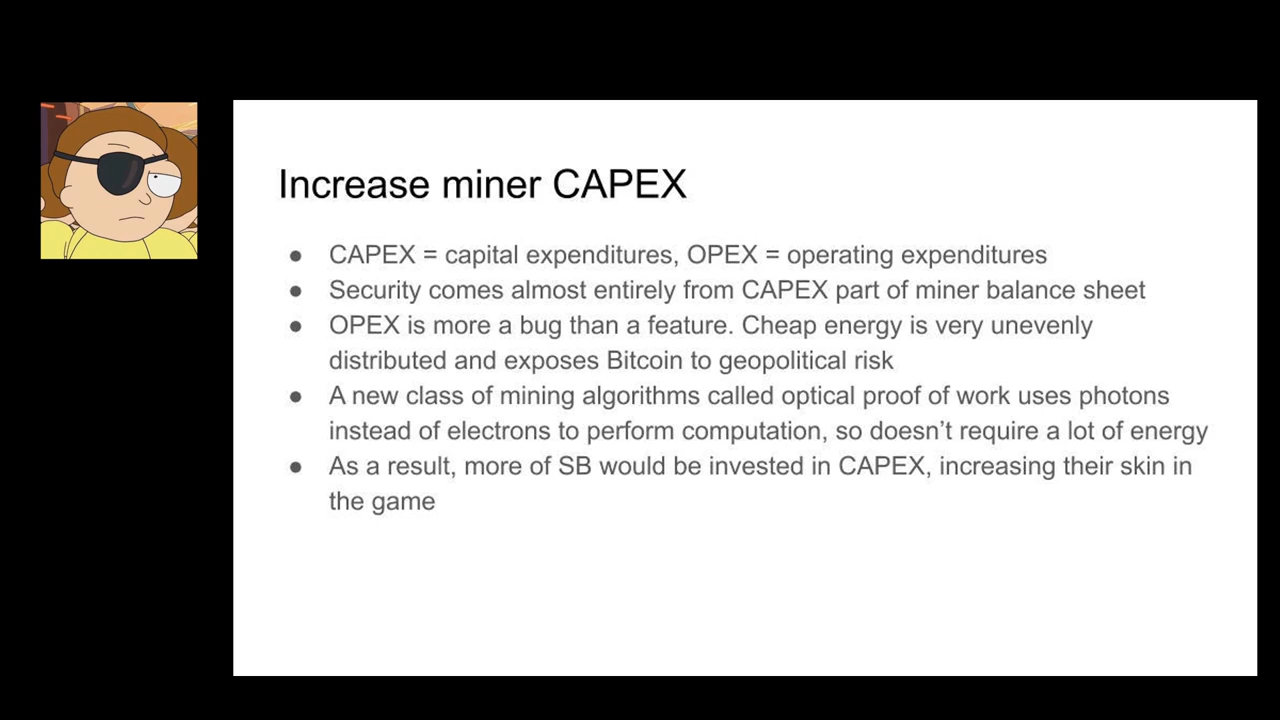 Increase miner CAPEX
● CAPEX = capital expenditures, OPEX = operating expenditures
● Security comes almost entirely from CAPEX part of miner balance sheet
● OPEX is more a bug than a feature. Cheap energy is very unevenly
distributed and exposes Bitcoin to geopolitical risk
● A new class of mining algorithms called optical proof of work uses photons
instead of electrons to perform computation, so doesn’t require a lot of energy
● As a result, more of SB would be invested in CAPEX, increasing their skin in
the game